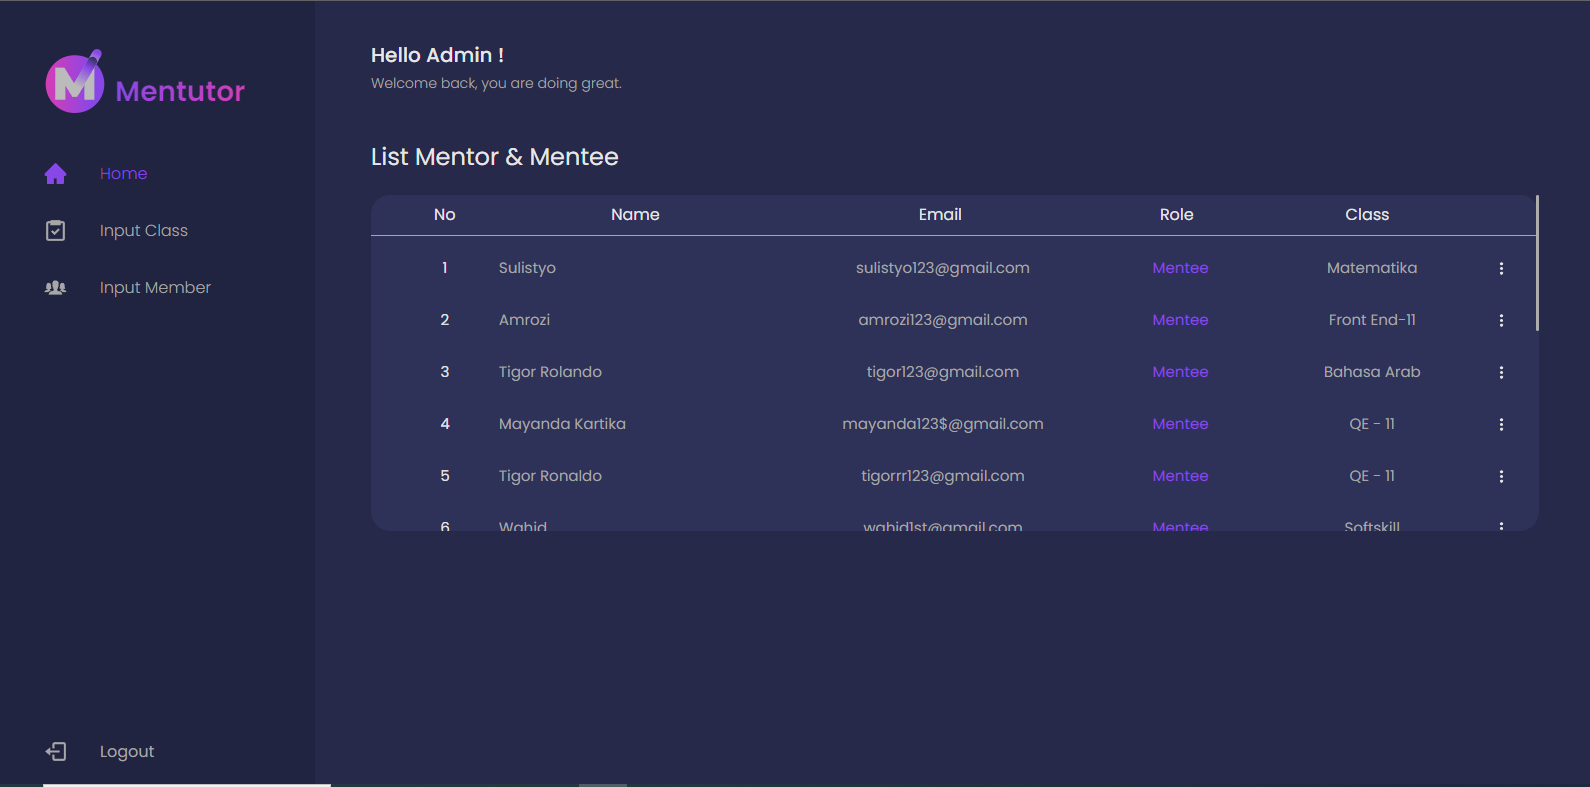 M Mentutor
Home
Input Class
Input Member
Logout
Hello Admin !
Welcome back, you are doing great.
List Mentor & Mentee
No Name Email Role Class
1 Sulistyo sulistyo123@gmail.com Mentee Matematika
2 Amrozi amrozi123@gmail.com Mentee Front End-11
3 Tigor Rolando tigor123@gmail.com Mentee Bahasa Arab
4 Mayanda Kartika mayanda123$@gmail.com Mentee QE - 11
5 Tigor Ronaldo tigorrr123@gmail.com Mentee QE - 11
6 Wahid wahid1st@gmail.com Mentee Softskill